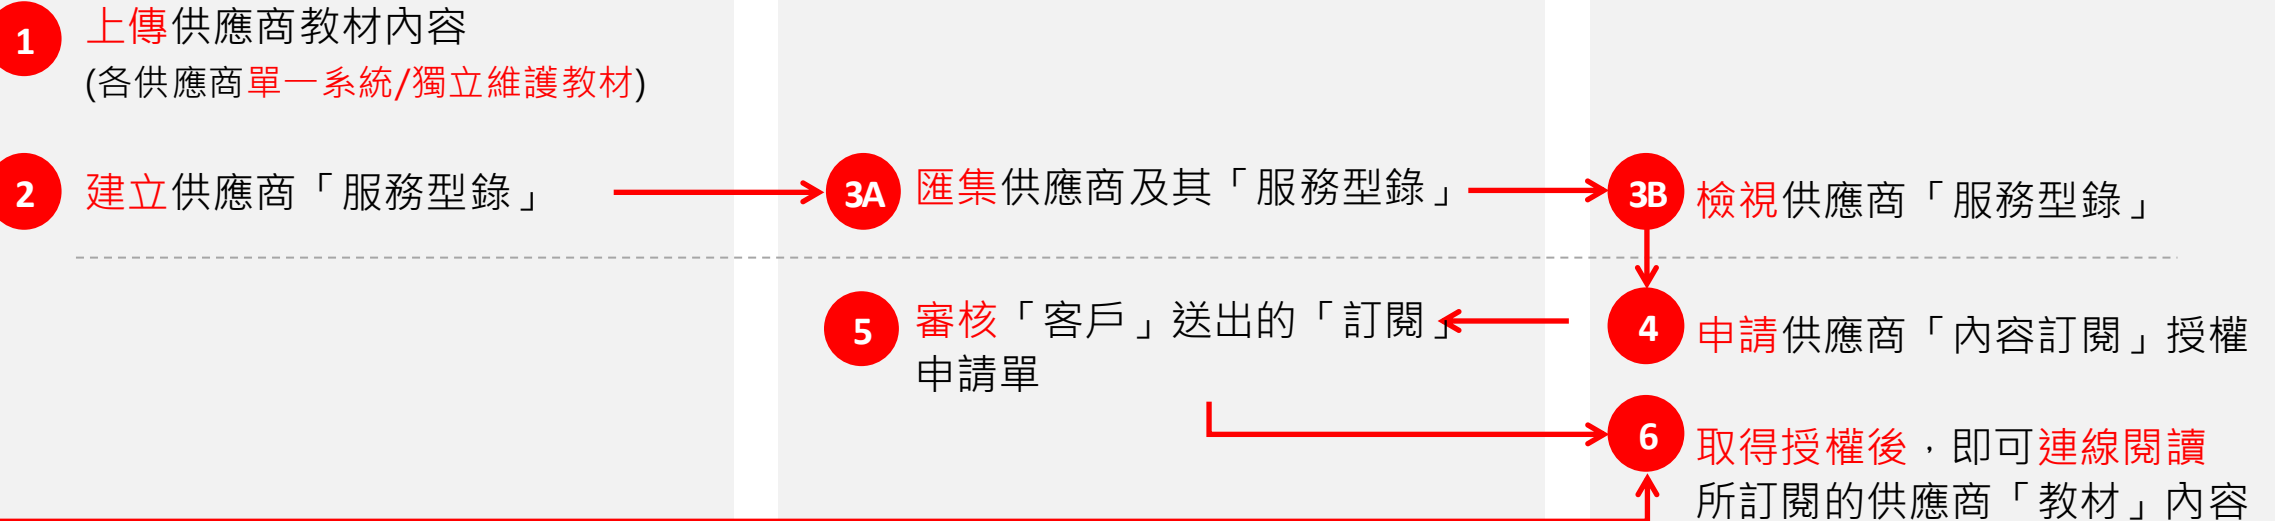 1 上傳供應商教材內容
(各供應商單一系統/獨立維護教材)
2 建立供應商「服務型錄」
3A 匯集供應商及其「服務型錄」
3B 檢視供應商「服務型錄」
5 審核「客戶」送出的「訂閱」
申請單
4 申請供應商「內容訂閱」授權
6 取得授權後，即可連線閱讀
所訂閱的供應商「教材」內容